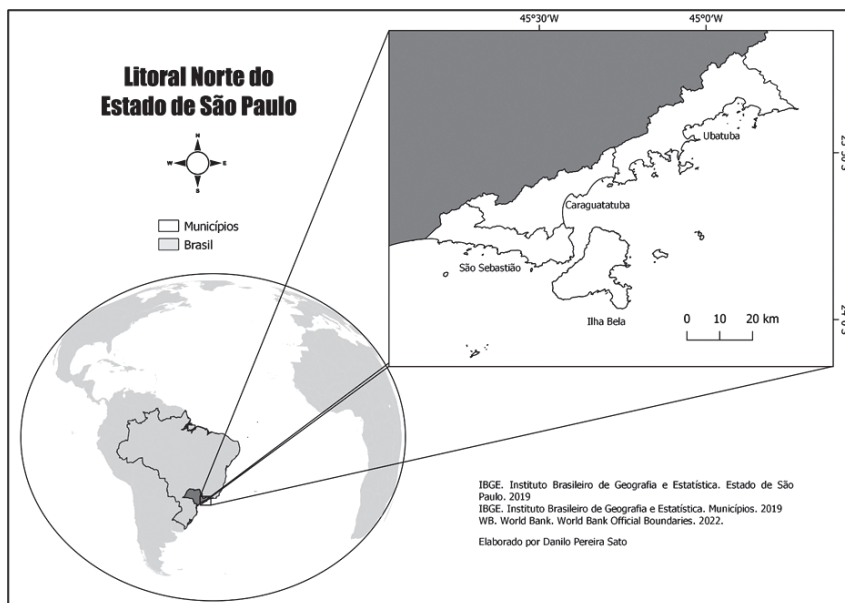 Litoral Norte do
Estado de São Paulo
N
W
E
S
Municípios
Brasil
45°30'W
45°0'W
Ubatuba
Caraguatatuba
São Sebastião
Ilha Bela
0 10 20 km
24°0'S
IBGE. Instituto Brasileiro de Geografia e Estatística. Estado de São
Paulo. 2019
IBGE. Instituto Brasileiro de Geografia e Estatística. Municípios. 2019
WB. World Bank. World Bank Official Boundaries. 2022.
Elaborado por Danilo Pereira Sato